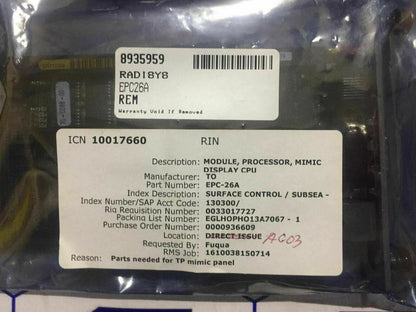 8935959
RADI8Y8
EPC26A
REM
Warranty Void If Removed
ICN 10017660 RIN
Description: MODULE, PROCESSOR, MIMIC
DISPLAY CPU
Manufacturer: TO
Part Number: EPC-26A
Index Description: SURFACE CONTROL / SUBSEA -
Index Number/SAP Acct Code: 130300/
Rig Requisition Number: 0033017727
Packing List Number: EGLHOPHO13A7067 - 1
Purchase Order Number: 0000936609
Location: DIRECT ISSUE AC03
Requested By: Fuqua
RMS Job: 1610038150714
Reason: Parts needed for TP mimic panel